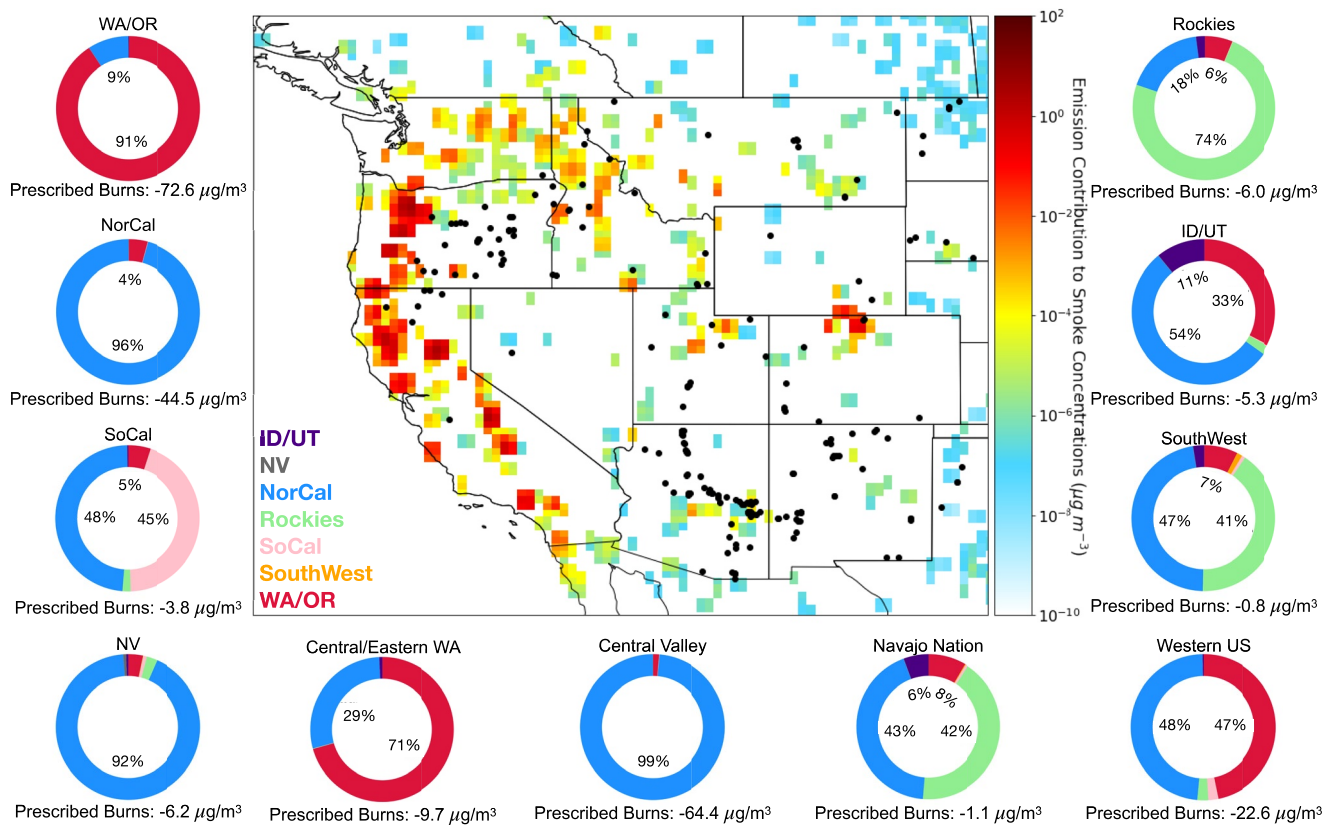 WA/OR
9%
91%
Prescribed Burns: -72.6 μg/m³
NorCal
4%
96%
Prescribed Burns: -44.5 μg/m³
SoCal
5%
48%
45%
Prescribed Burns: -3.8 μg/m³
ID/UT
NV
NorCal
Rockies
SoCal
SouthWest
WA/OR
10²
10⁰
10⁻²
10⁻⁴
10⁻⁶
10⁻⁸
10⁻¹⁰
Emission Contribution to Smoke Concentrations (μg m⁻³)
Rockies
18%
6%
74%
Prescribed Burns: -6.0 μg/m³
ID/UT
11%
33%
54%
Prescribed Burns: -5.3 μg/m³
SouthWest
7%
47%
41%
Prescribed Burns: -0.8 μg/m³
NV
92%
Prescribed Burns: -6.2 μg/m³
Central/Eastern WA
29%
71%
Prescribed Burns: -9.7 μg/m³
Central Valley
99%
Prescribed Burns: -64.4 μg/m³
Navajo Nation
6%
8%
43%
42%
Prescribed Burns: -1.1 μg/m³
Western US
48%
47%
Prescribed Burns: -22.6 μg/m³